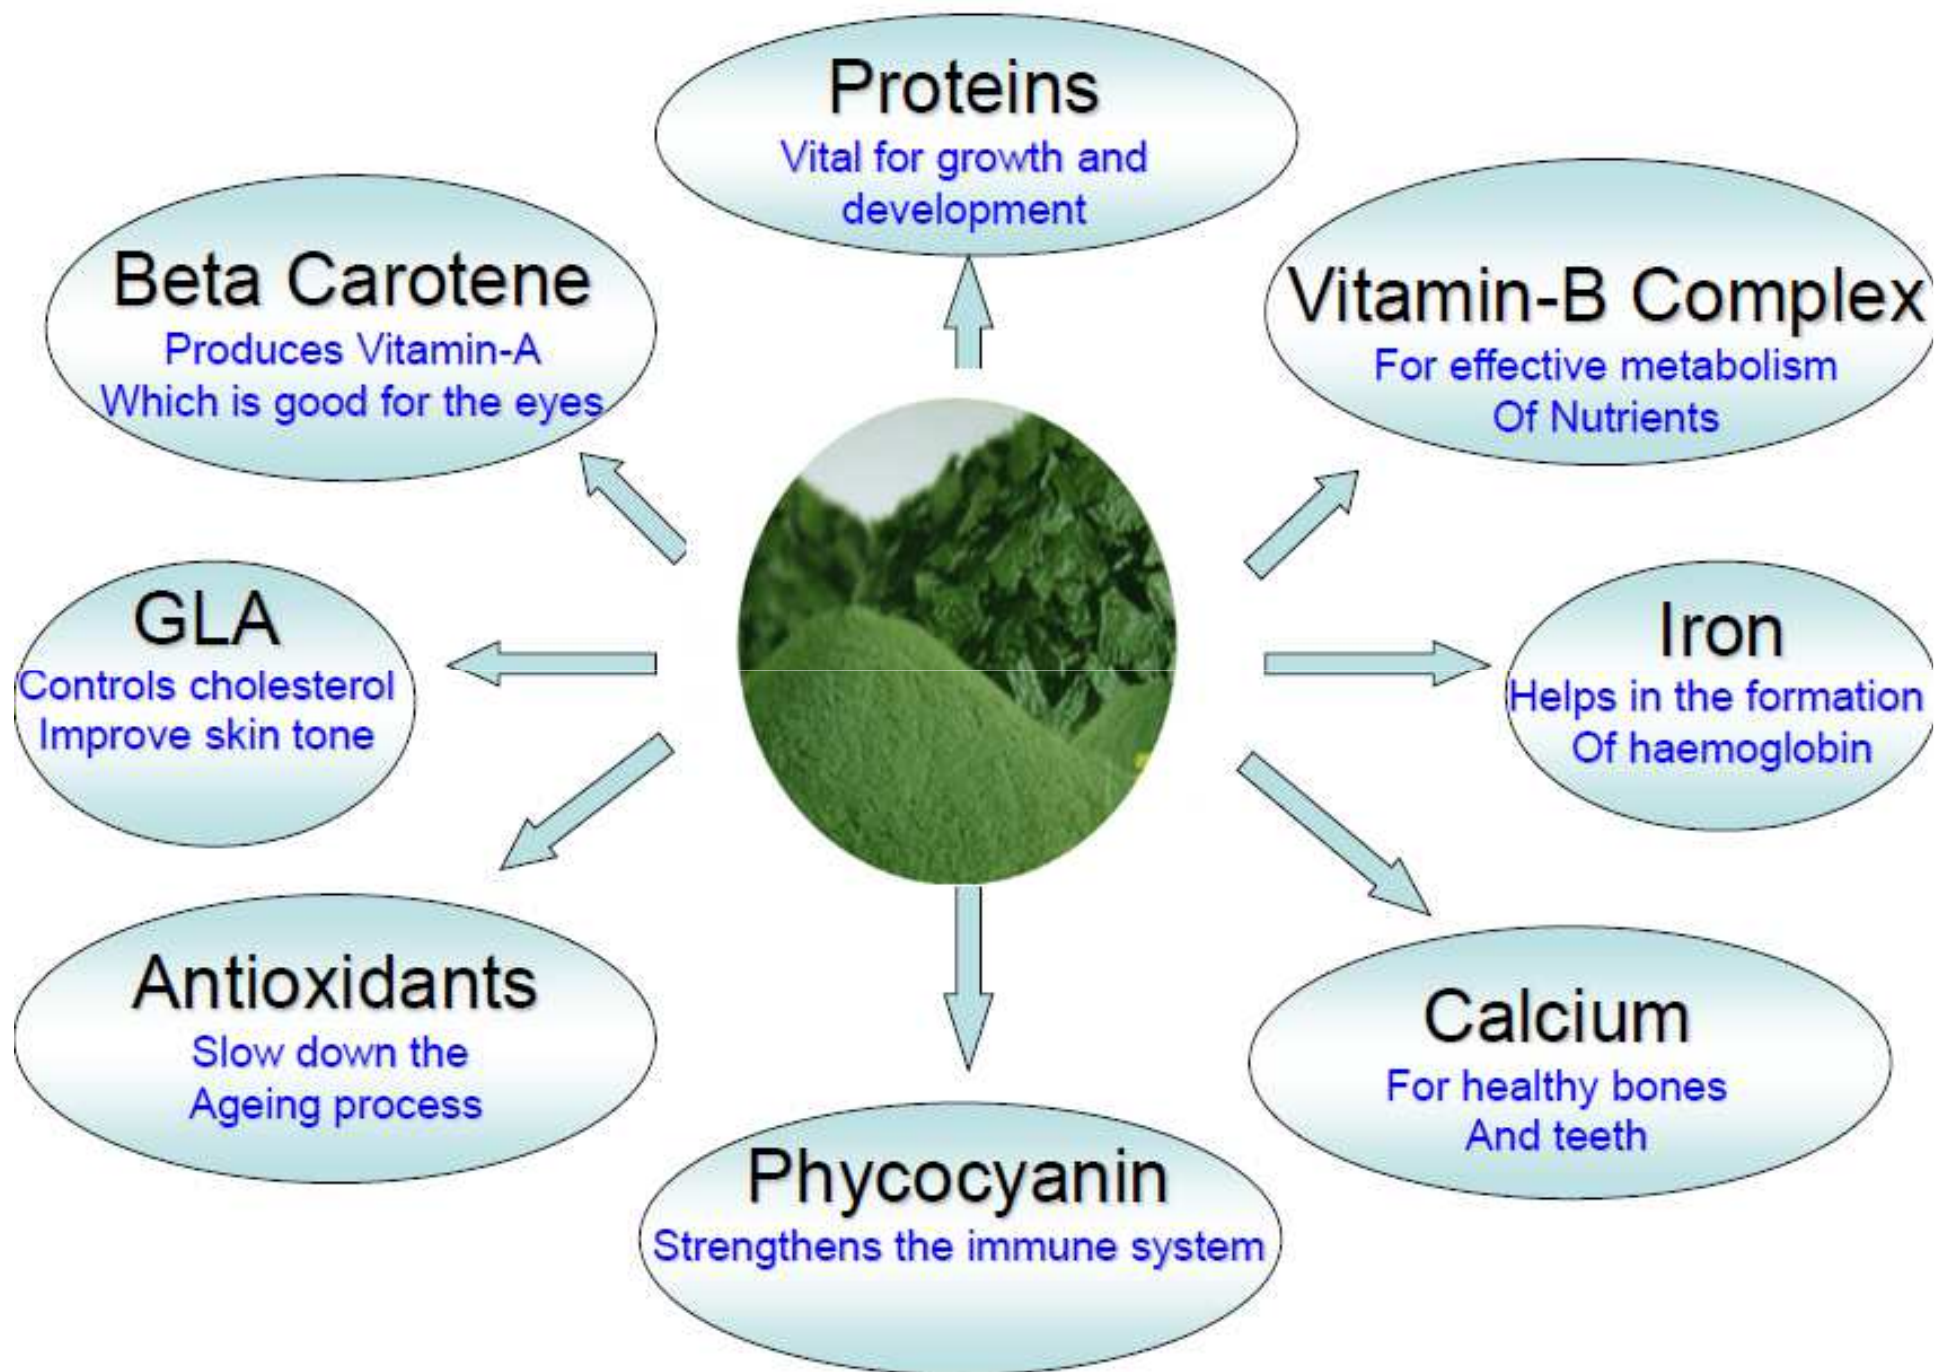 Proteins
Vital for growth and
development
Beta Carotene
Produces Vitamin-A
Which is good for the eyes
Vitamin-B Complex
For effective metabolism
Of Nutrients
GLA
Controls cholesterol
Improve skin tone
Iron
Helps in the formation
Of haemoglobin
Antioxidants
Slow down the
Ageing process
Calcium
For healthy bones
And teeth
Phycocyanin
Strengthens the immune system